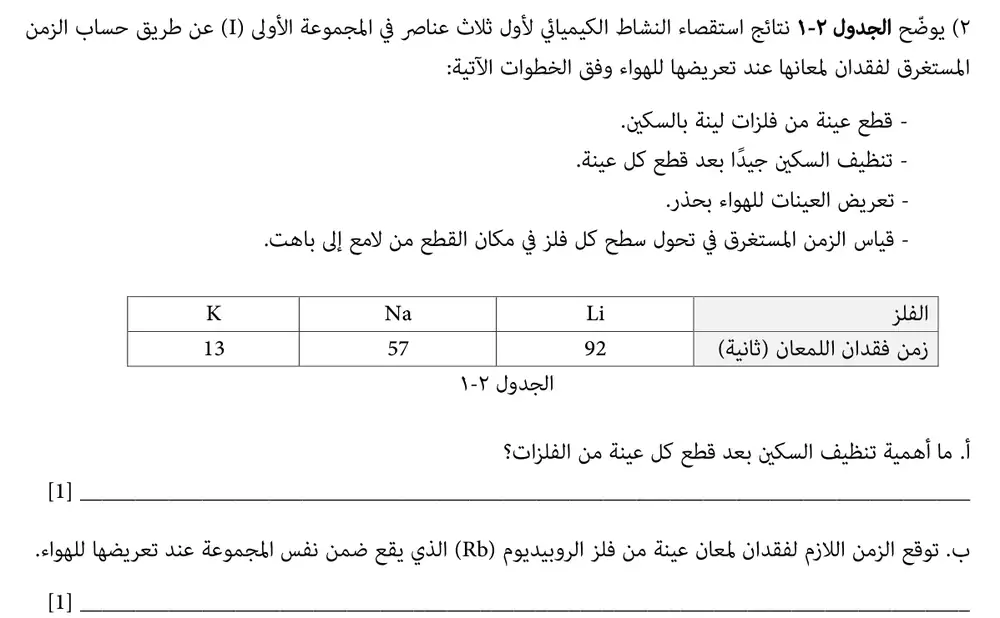 ٢) يوضّح الجدول ٢-١ نتائج استقصاء النشاط الكيميائي لأول ثلاث عناصر في المجموعة الأولى (I) عن طريق حساب الزمن
المستغرق لفقدان لمعانها عند تعريضها للهواء وفق الخطوات الآتية:
- قطع عينة من فلزات لينة بالسكين.
- تنظيف السكين جيدًا بعد قطع كل عينة.
- تعريض العينات للهواء بحذر.
- قياس الزمن المستغرق في تحول سطح كل فلز في مكان القطع من لامع إلى باهت.
الفلز Li Na K
زمن فقدان اللمعان (ثانية) 92 57 13
الجدول ٢-١
أ. ما أهمية تنظيف السكين بعد قطع كل عينة من الفلزات؟
[1]
ب. توقع الزمن اللازم لفقدان لمعان عينة من فلز الروبيديوم (Rb) الذي يقع ضمن نفس المجموعة عند تعريضها للهواء.
[1]